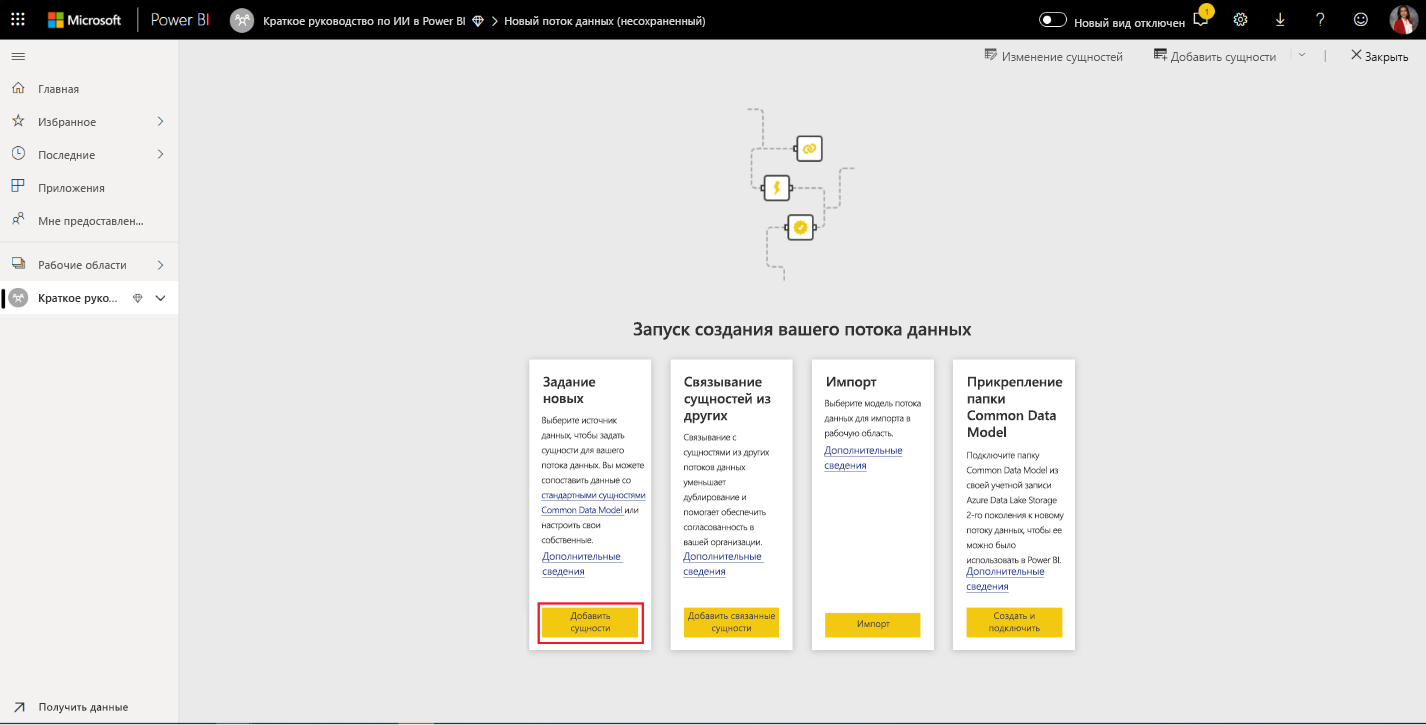 Microsoft Power BI Краткое руководство по ИИ в Power BI Новый поток данных (несохраненный) Новый вид отключен 1
Изменение сущностей Добавить сущности Закрыть
Главная
Избранное
Последние
Приложения
Мне предоставлен...
Рабочие области
Краткое руко...
Получить данные
Запуск создания вашего потока данных
Задание
новых
Выберите источник
данных, чтобы задать
сущности для вашего
потока данных. Вы можете
сопоставить данные со
стандартными сущностями
Common Data Model или
настроить свои
собственные.
Дополнительные
сведения
Добавить
сущности
Связывание
сущностей из
других
Связывание с
сущностями из других
потоков данных
уменьшает
дублирование и
помогает обеспечить
согласованность в
вашей организации.
Дополнительные
сведения
Добавить связанные
сущности
Импорт
Выберите модель потока
данных для импорта в
рабочую область.
Дополнительные
сведения
Импорт
Прикрепление
папки
Common Data
Model
Подключите папку
Common Data Model из
своей учетной записи
Azure Data Lake Storage
2-го поколения к новому
потоку данных, чтобы ее
можно было
использовать в Power BI.
Дополнительные
сведения
Создать и
подключить